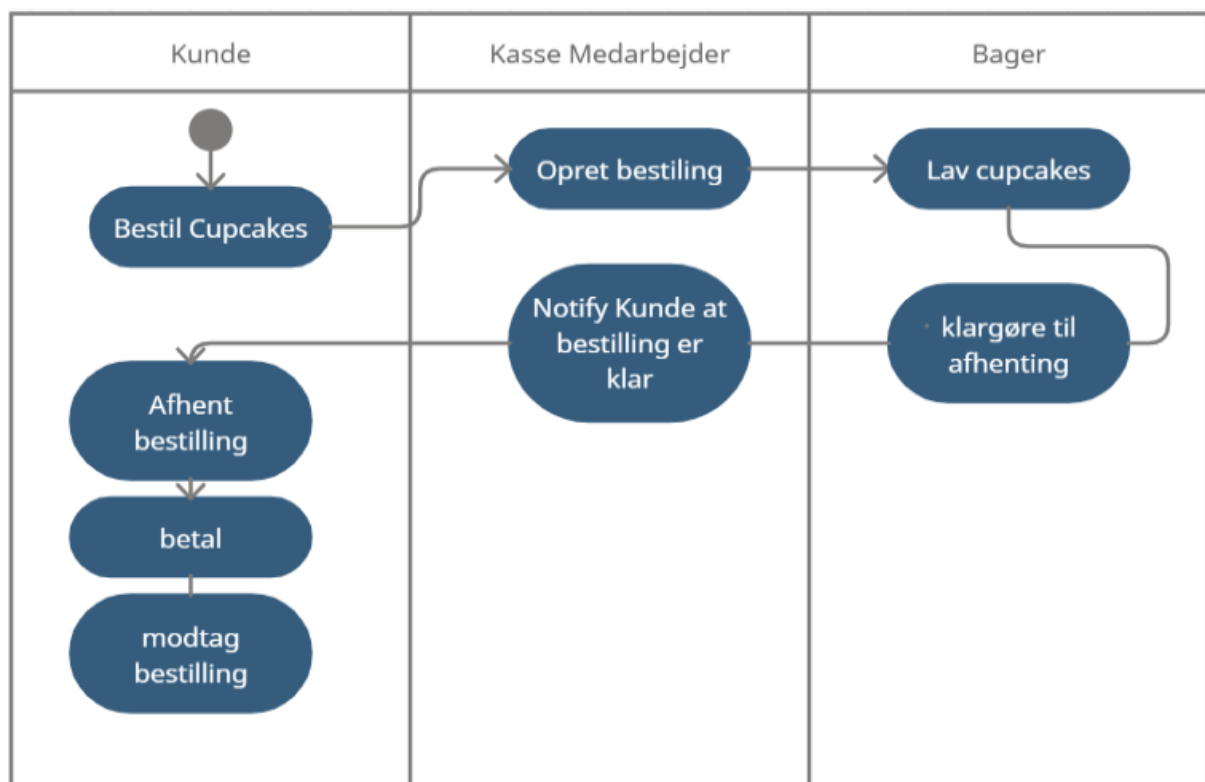 Kunde
Kasse Medarbejder
Bager
Bestil Cupcakes
Opret bestiling
Lav cupcakes
Notify Kunde at
bestilling er
klar
klargøre til
afhenting
Afhent
bestilling
betal
modtag
bestilling